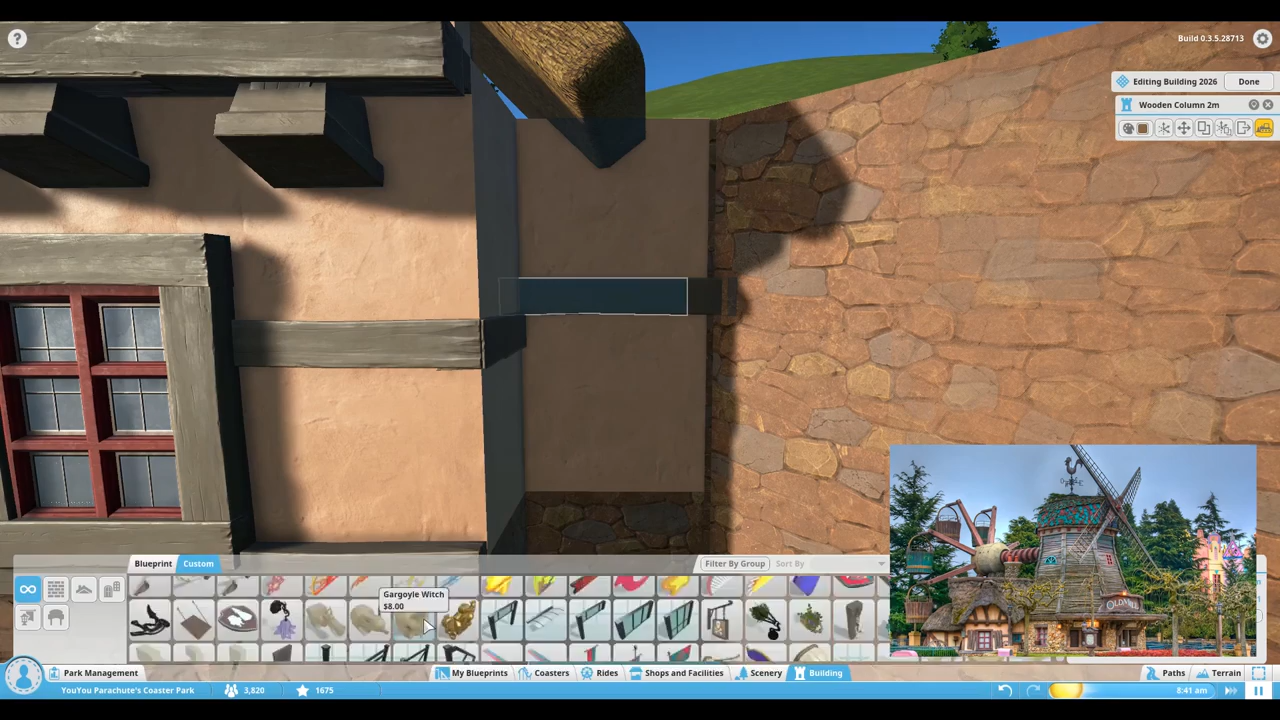 ?
Build 0.3.5.28713
Editing Building 2026
Done
Wooden Column 2m
Blueprint
Custom
Filter By Group
Sort By
Gargoyle Witch
$8.00
OLD MILL
Park Management
My Blueprints
Coasters
Rides
Shops and Facilities
Scenery
Building
Paths
Terrain
YouYou Parachute's Coaster Park
3,820
1675
8:41 am